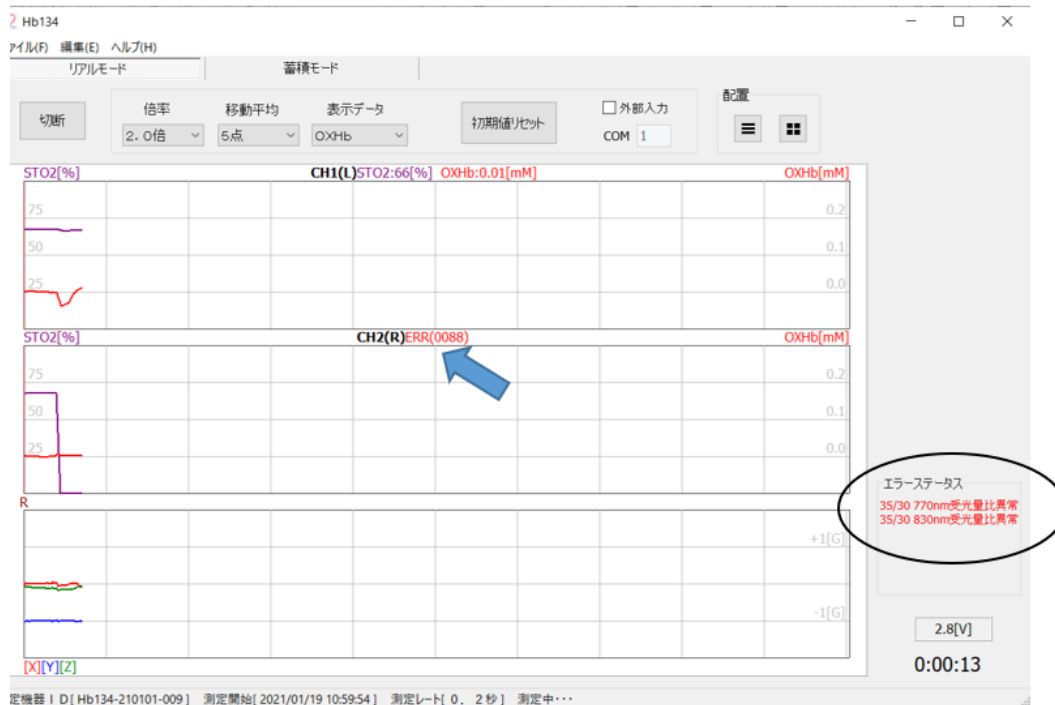 Hb134
ァイル(F) 編集(E) ヘルプ(H)
リアルモード 蓄積モード
切断 倍率 移動平均 表示データ 初期値リセット 外部入力 配置
2.0倍 5点 OXHb COM 1
STO2[%] CH1(L)STO2:66[%] OXHb:0.01[mM] OXHb[mM]
75 0.2
50 0.1
25 0.0
STO2[%] CH2(R)ERR(0088) OXHb[mM]
75 0.2
50 0.1
25 0.0
エラーステータス
35/30 770nm受光量比異常
35/30 830nm受光量比異常
R
+1[G]
-1[G]
[X][Y][Z]
2.8[V]
0:00:13
定機器ID[Hb134-210101-009] 測定開始[2021/01/19 10:59:54] 測定レート[0.2秒] 測定中・・・